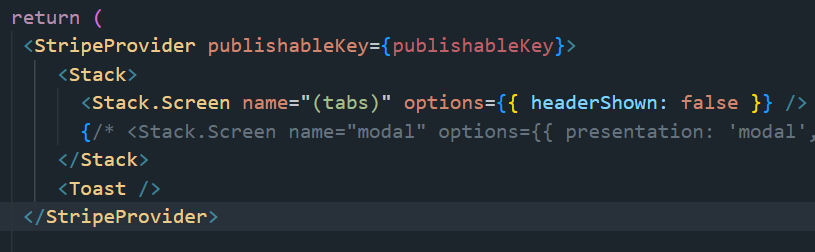 return (
<StripeProvider publishableKey={publishableKey}>
<Stack>
<Stack.Screen name="(tabs)" options={{ headerShown: false }} />
{/* <Stack.Screen name="modal" options={{ presentation: 'modal',
</Stack>
<Toast />
</StripeProvider>